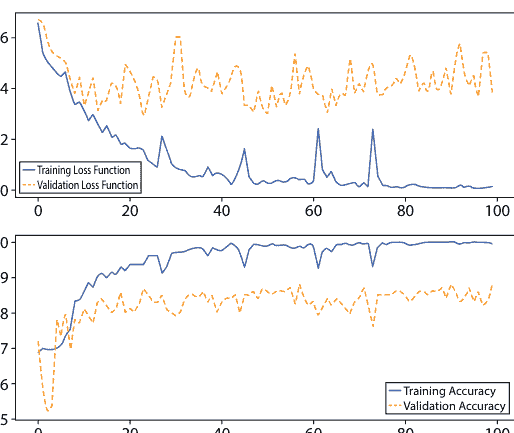 6
4
2
0
Training Loss Function
Validation Loss Function
0 20 40 60 80 100
0
9
8
7
6
5
Training Accuracy
Validation Accuracy
0 20 40 60 80 100